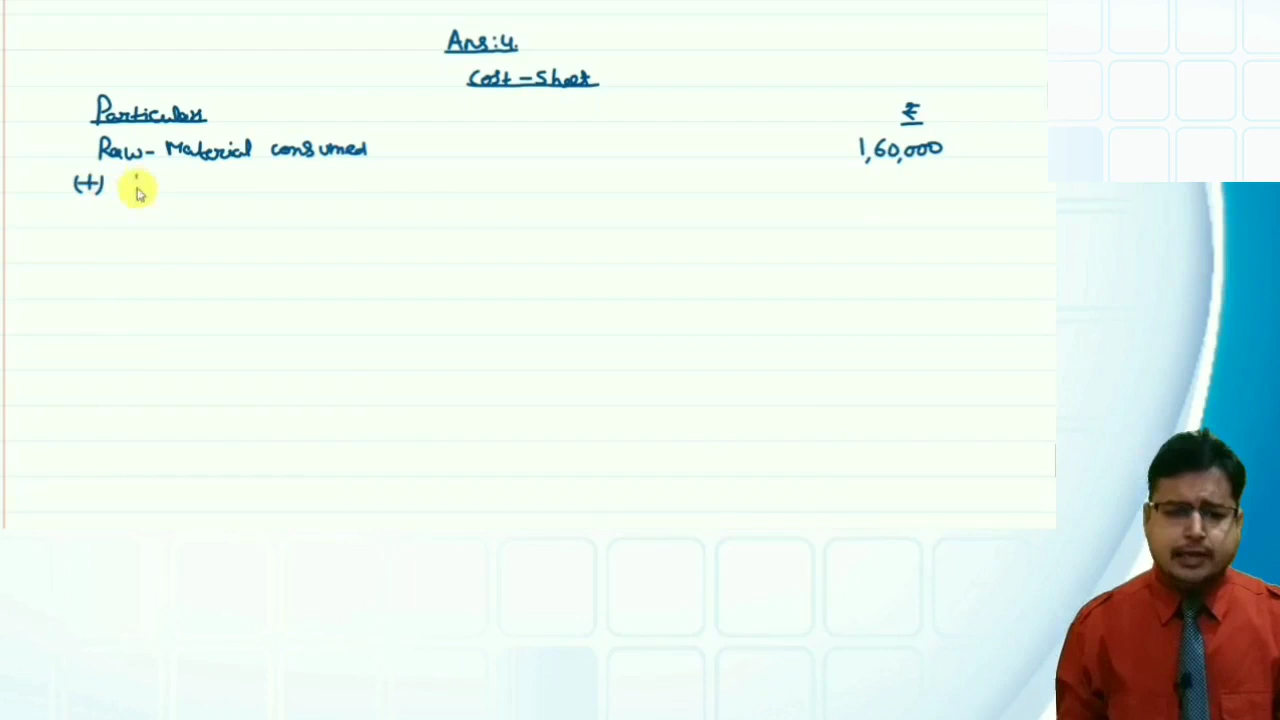 Ans:4.
Cost-Sheet
Particulars ₹
Raw-Material consumed 1,60,000
(+)